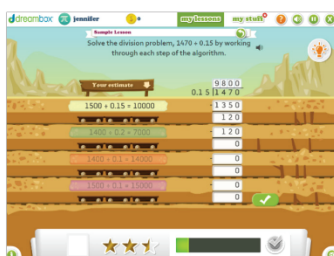 dreambox jennifer my lessons my stuff
Sample Lesson
Solve the division problem, 1470 ÷ 0.15 by working
through each step of the algorithm.
Your estimate
9800
0.15 1470
1500 ÷ 0.15 = 10000
-1350
120
1400 ÷ 0.2 = 7000
-120
0
1400 ÷ 0.1 = 14000
-0
0
1500 ÷ 0.1 = 15000
-0
0